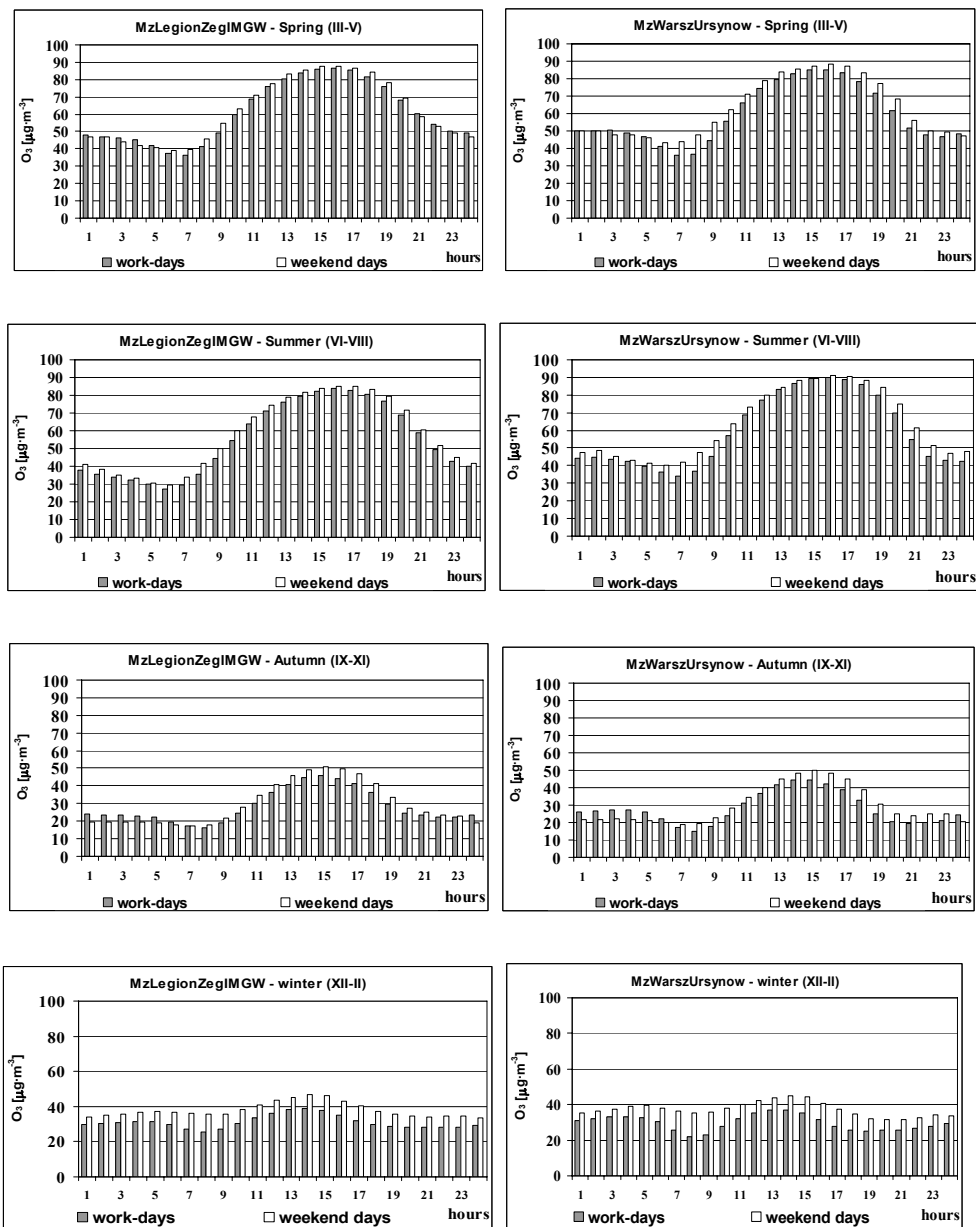 MzLegionZeglMGW - Spring (III-V)
O₃ [µg·m⁻³]
100
90
80
70
60
50
40
30
20
10
0
1 3 5 7 9 11 13 15 17 19 21 23
hours
work-days weekend days
MzWarszUrsynow - Spring (III-V)
O₃ [µg·m⁻³]
100
90
80
70
60
50
40
30
20
10
0
1 3 5 7 9 11 13 15 17 19 21 23
hours
work-days weekend days
MzLegionZeglMGW - Summer (VI-VIII)
O₃ [µg·m⁻³]
100
90
80
70
60
50
40
30
20
10
0
1 3 5 7 9 11 13 15 17 19 21 23
hours
work-days weekend days
MzWarszUrsynow - Summer (VI-VIII)
O₃ [µg·m⁻³]
100
90
80
70
60
50
40
30
20
10
0
1 3 5 7 9 11 13 15 17 19 21 23
hours
work-days weekend days
MzLegionZeglMGW - Autumn (IX-XI)
O₃ [µg·m⁻³]
100
90
80
70
60
50
40
30
20
10
0
1 3 5 7 9 11 13 15 17 19 21 23
hours
work-days weekend days
MzWarszUrsynow - Autumn (IX-XI)
O₃ [µg·m⁻³]
100
90
80
70
60
50
40
30
20
10
0
1 3 5 7 9 11 13 15 17 19 21 23
hours
work-days weekend days
MzLegionZeglMGW - winter (XII-II)
O₃ [µg·m⁻³]
100
80
60
40
20
0
1 3 5 7 9 11 13 15 17 19 21 23
hours
work-days weekend days
MzWarszUrsynow - winter (XII-II)
O₃ [µg·m⁻³]
100
80
60
40
20
0
1 3 5 7 9 11 13 15 17 19 21 23
hours
work-days weekend days